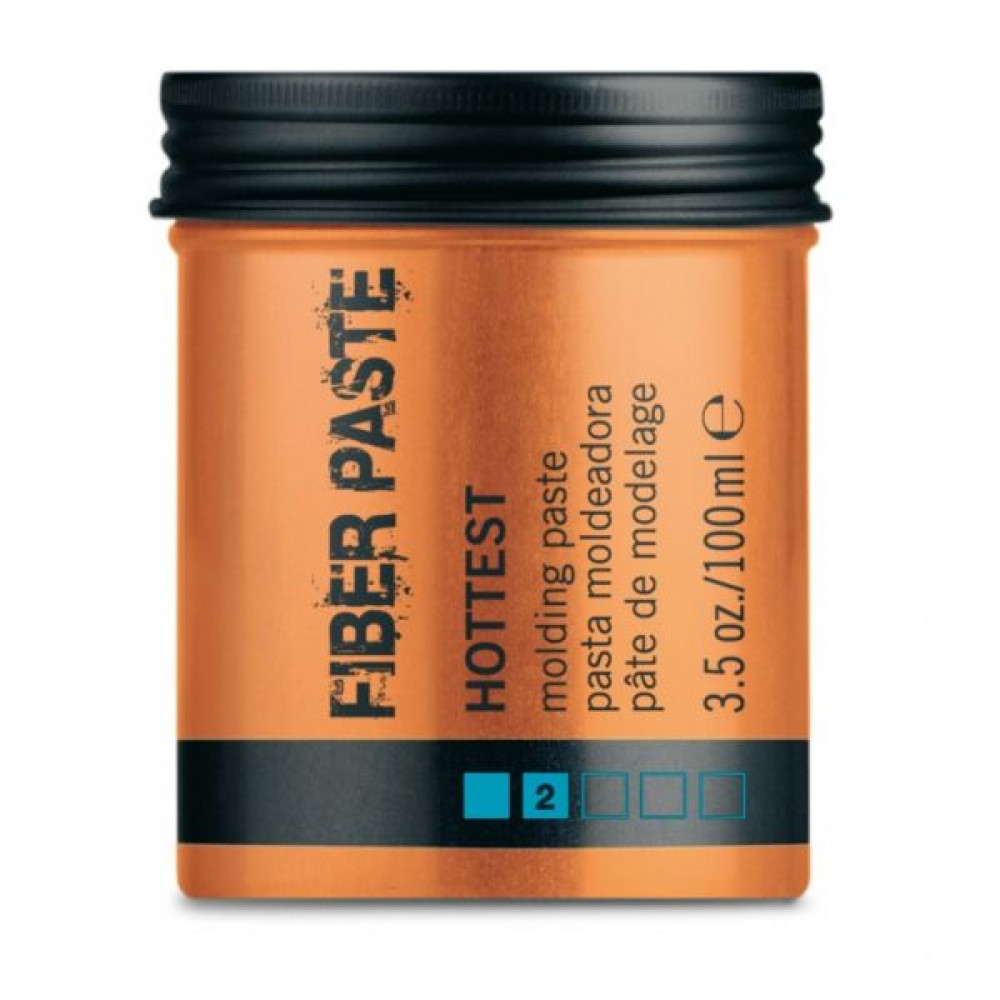 FIBER PASTE
HOTTEST
molding paste
pasta moldeadora
pâte de modelage
3.5 oz./100ml ℮
2